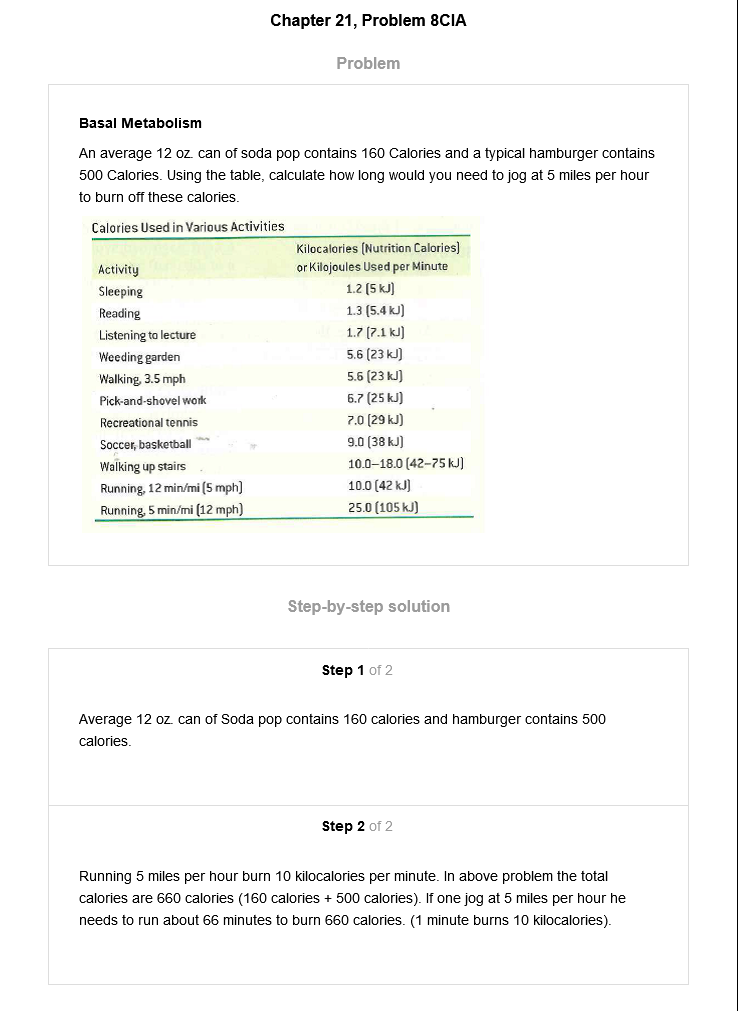 Chapter 21, Problem 8CIA
Problem
Basal Metabolism
An average 12 oz. can of soda pop contains 160 Calories and a typical hamburger contains
500 Calories. Using the table, calculate how long would you need to jog at 5 miles per hour
to burn off these calories.
Calories Used in Various Activities
Kilocalories (Nutrition Calories)
Activity or Kilojoules Used per Minute
Sleeping 1.2 (5 kJ)
Reading 1.3 (5.4 kJ)
Listening to lecture 1.7 (7.1 kJ)
Weeding garden 5.6 (23 kJ)
Walking, 3.5 mph 5.6 (23 kJ)
Pick-and-shovel work 6.7 (25 kJ)
Recreational tennis 7.0 (29 kJ)
Soccer, basketball 9.0 (38 kJ)
Walking up stairs 10.0–18.0 (42–75 kJ)
Running, 12 min/mi (5 mph) 10.0 (42 kJ)
Running, 5 min/mi (12 mph) 25.0 (105 kJ)
Step-by-step solution
Step 1 of 2
Average 12 oz. can of Soda pop contains 160 calories and hamburger contains 500
calories.
Step 2 of 2
Running 5 miles per hour burn 10 kilocalories per minute. In above problem the total
calories are 660 calories (160 calories + 500 calories). If one jog at 5 miles per hour he
needs to run about 66 minutes to burn 660 calories. (1 minute burns 10 kilocalories).